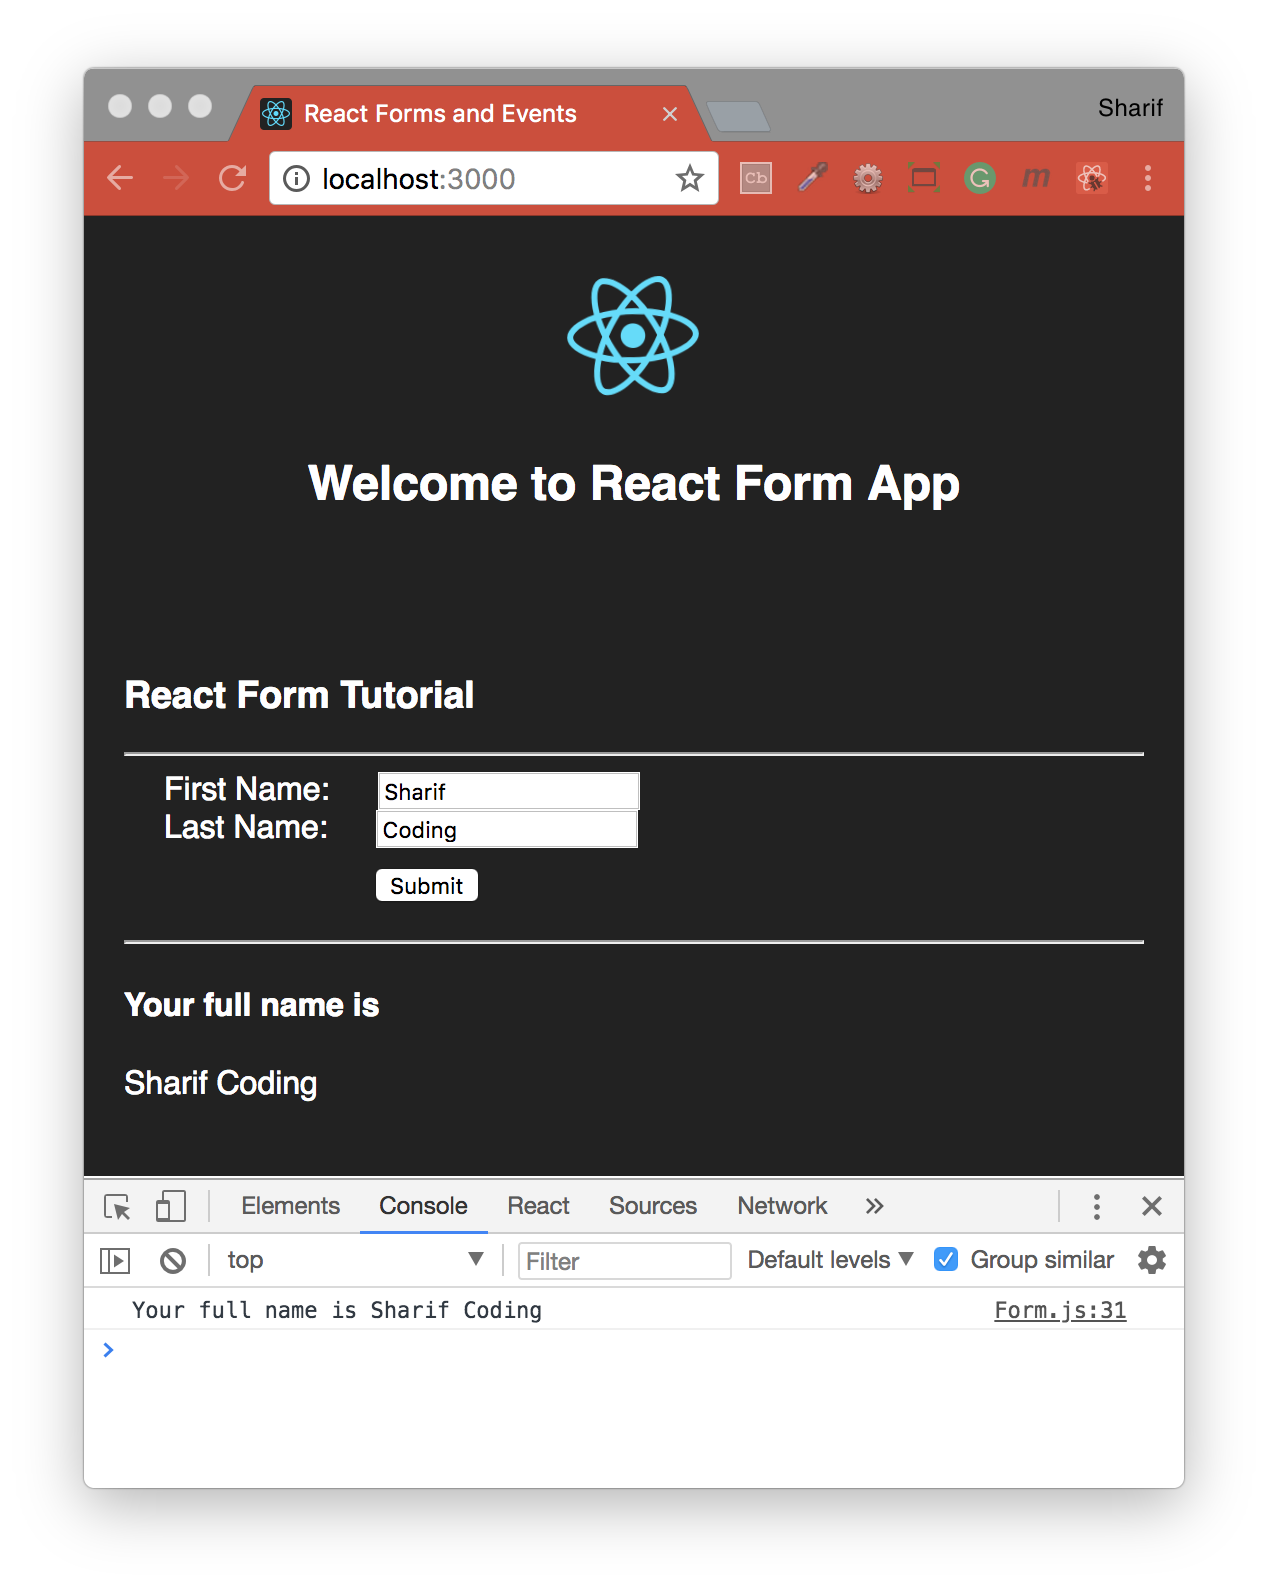 React Forms and Events
Sharif
localhost:3000
Cb
G
m
Welcome to React Form App
React Form Tutorial
First Name: Sharif
Last Name: Coding
Submit
Your full name is
Sharif Coding
Elements Console React Sources Network
top Filter Default levels Group similar
Your full name is Sharif Coding Form.js:31